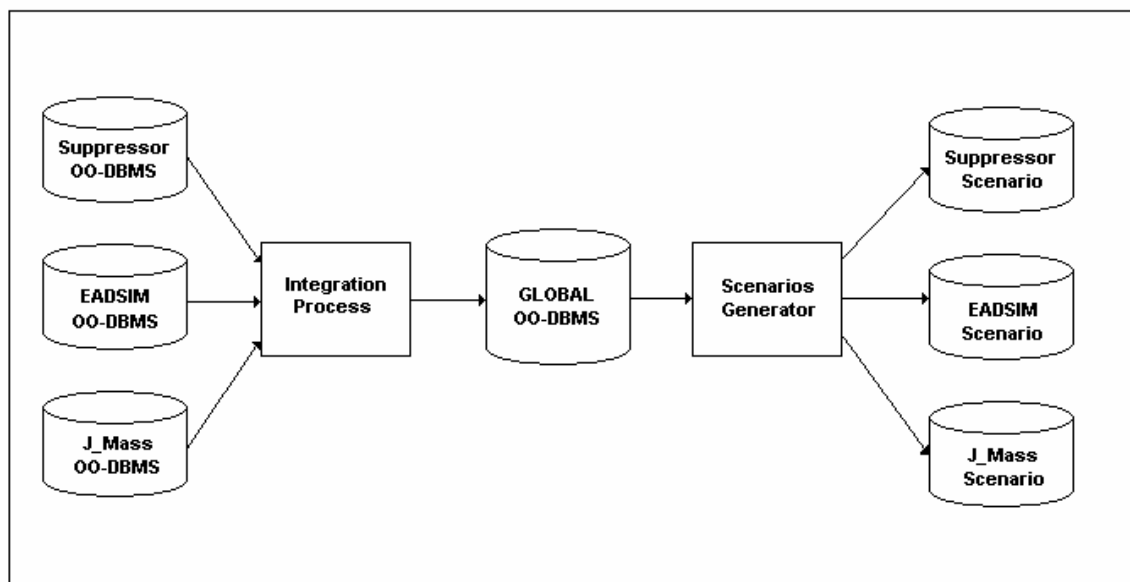 Suppressor
OO-DBMS
EADSIM
OO-DBMS
J_Mass
OO-DBMS
Integration
Process
GLOBAL
OO-DBMS
Scenarios
Generator
Suppressor
Scenario
EADSIM
Scenario
J_Mass
Scenario